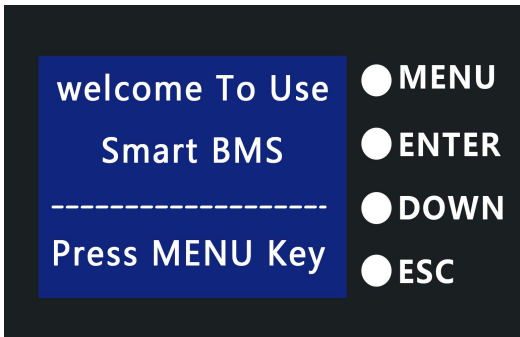 welcome To Use
Smart BMS
--------------------
Press MENU Key
MENU
ENTER
DOWN
ESC